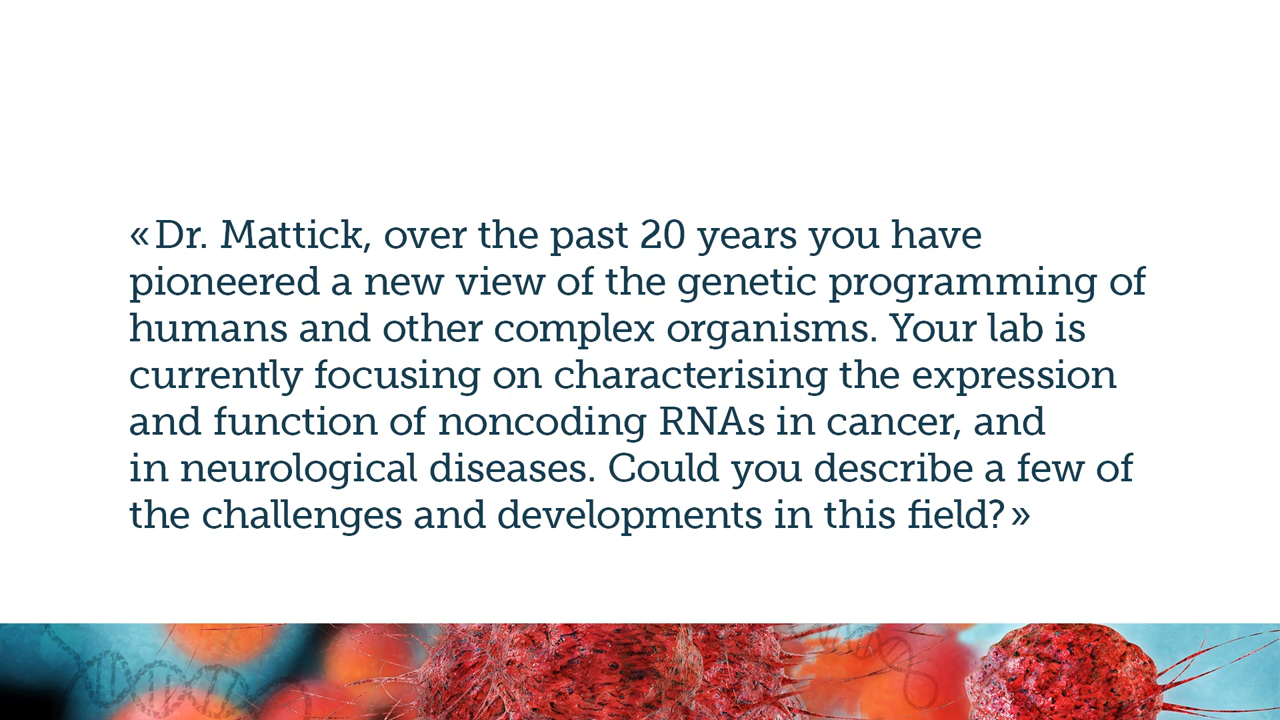 «Dr. Mattick, over the past 20 years you have
pioneered a new view of the genetic programming of
humans and other complex organisms. Your lab is
currently focusing on characterising the expression
and function of noncoding RNAs in cancer, and
in neurological diseases. Could you describe a few of
the challenges and developments in this field?»